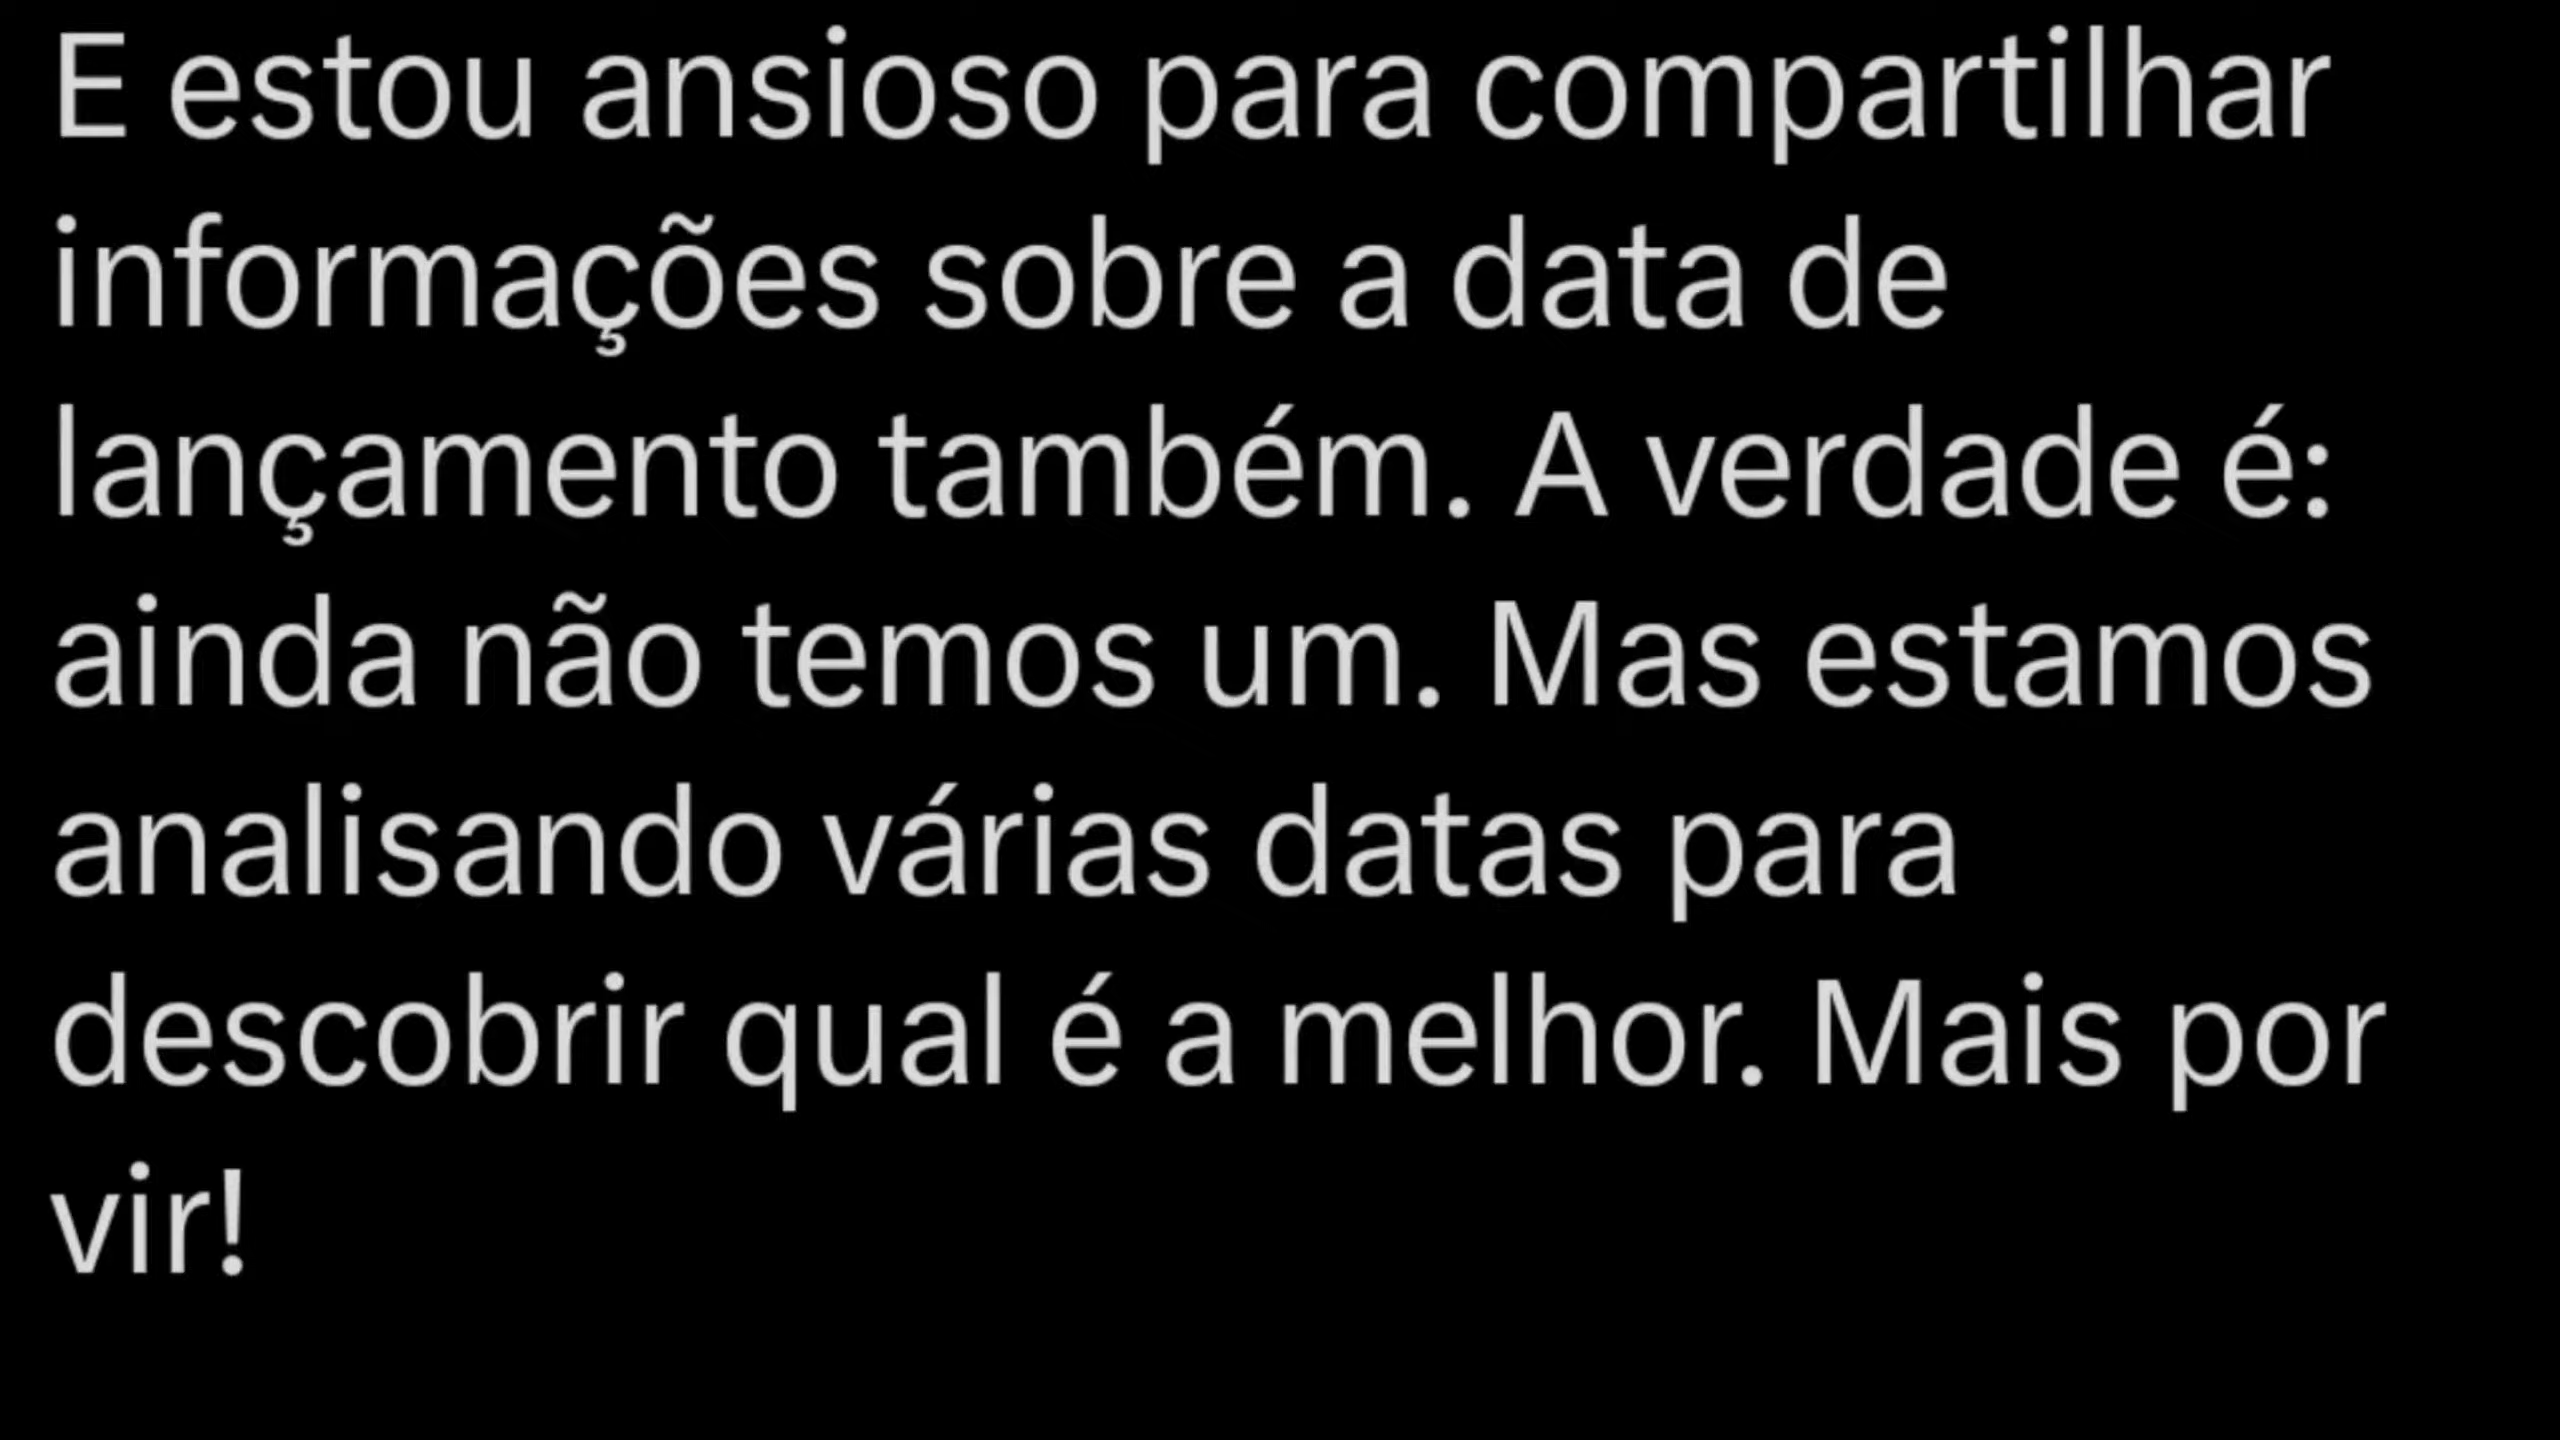 E estou ansioso para compartilhar
informações sobre a data de
lançamento também. A verdade é:
ainda não temos um. Mas estamos
analisando várias datas para
descobrir qual é a melhor. Mais por
vir!